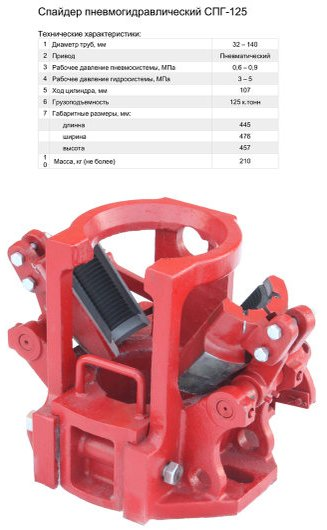 Спайдер пневмогидравлический СПГ-125
Технические характеристики:
1 Диаметр труб, мм 32 – 140
2 Привод Пневматический
3 Рабочее давление пневмосистемы, МПа 0,6 – 0,9
4 Рабочее давление гидросистемы, МПа 3 – 5
5 Ход цилиндра, мм 107
6 Грузоподъемность 125 к.тонн
7 Габаритные размеры, мм:
длинна 445
ширина 476
высота 457
10 Масса, кг (не более) 210